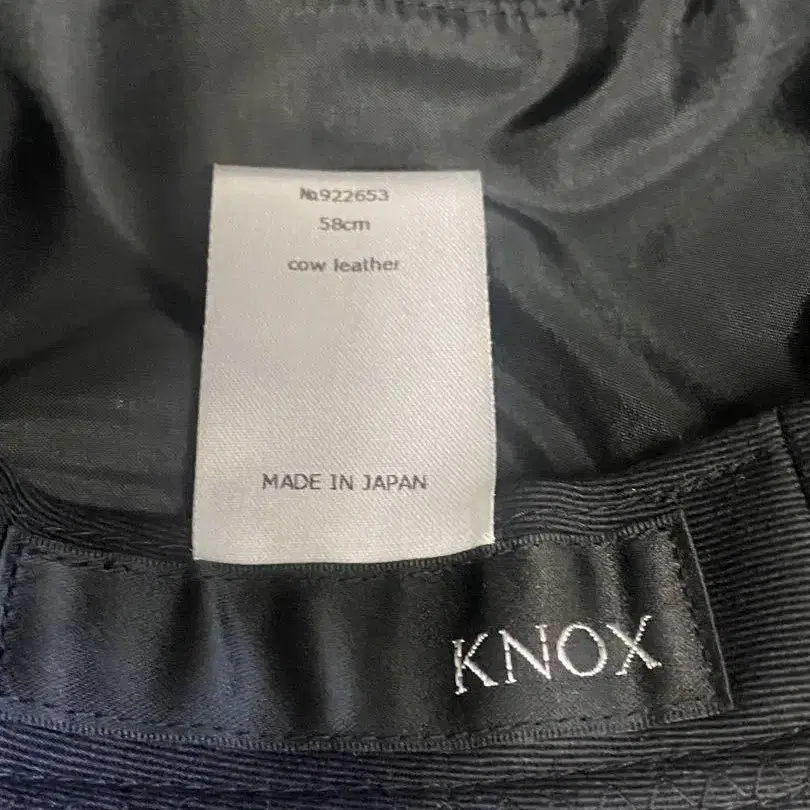 №922653
58cm
cow leather
MADE IN JAPAN
KNOX